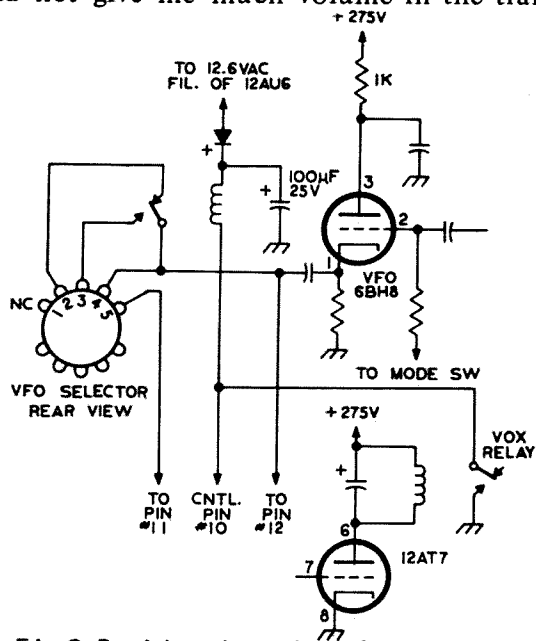 + 275V
TO 12.6VAC
FIL. OF 12AU6
1K
+
100µF
25V
+
3
2
1
VFO
6BH8
NC
1 2 3 4 5
VFO SELECTOR
REAR VIEW
TO MODE SW
+ 275V
VOX
RELAY
+
TO
PIN
#11
CNTL.
PIN
#10
TO
PIN
#12
6
12AT7
7
8